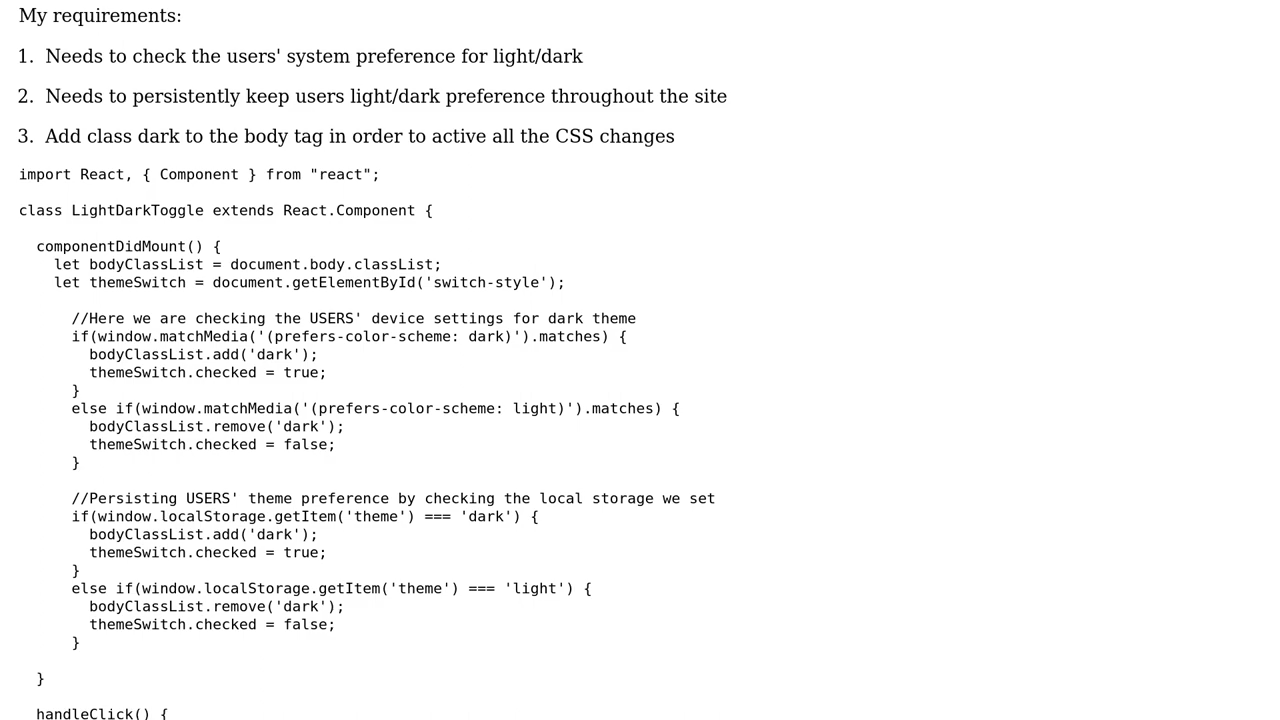 My requirements:
1. Needs to check the users' system preference for light/dark
2. Needs to persistently keep users light/dark preference throughout the site
3. Add class dark to the body tag in order to active all the CSS changes
import React, { Component } from "react";
class LightDarkToggle extends React.Component {
  componentDidMount() {
    let bodyClassList = document.body.classList;
    let themeSwitch = document.getElementById('switch-style');
      //Here we are checking the USERS' device settings for dark theme
      if(window.matchMedia('(prefers-color-scheme: dark)').matches) {
        bodyClassList.add('dark');
        themeSwitch.checked = true;
      }
      else if(window.matchMedia('(prefers-color-scheme: light)').matches) {
        bodyClassList.remove('dark');
        themeSwitch.checked = false;
      }
      //Persisting USERS' theme preference by checking the local storage we set
      if(window.localStorage.getItem('theme') === 'dark') {
        bodyClassList.add('dark');
        themeSwitch.checked = true;
      }
      else if(window.localStorage.getItem('theme') === 'light') {
        bodyClassList.remove('dark');
        themeSwitch.checked = false;
      }
  }
  handleClick() {